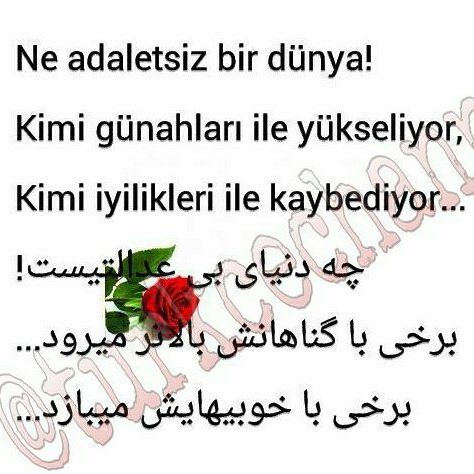 Ne adaletsiz bir dünya!
Kimi günahları ile yükseliyor,
Kimi iyilikleri ile kaybediyor...
چه دنیای بی عدالتیست!
برخی با گناهانش بالاتر میرود...
برخی با خوبیهایش میبازد...